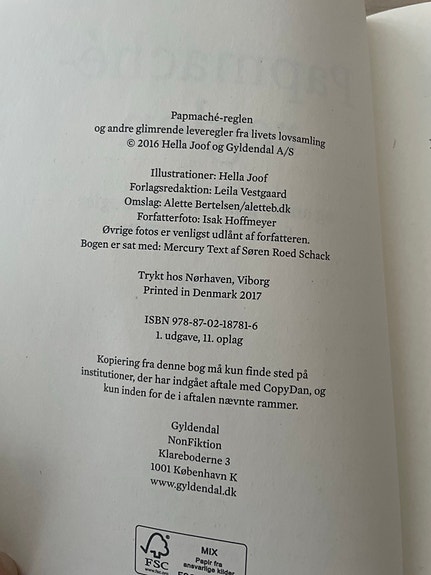 Papmaché-reglen
og andre glimrende leveregler fra livets lovsamling
© 2016 Hella Joof og Gyldendal A/S
Illustrationer: Hella Joof
Forlagsredaktion: Leila Vestgaard
Omslag: Alette Bertelsen/aletteb.dk
Forfatterfoto: Isak Hoffmeyer
Øvrige fotos er venligst udlånt af forfatteren.
Bogen er sat med: Mercury Text af Søren Roed Schack
Trykt hos Nørhaven, Viborg
Printed in Denmark 2017
ISBN 978-87-02-18781-6
1. udgave, 11. oplag
Kopiering fra denne bog må kun finde sted på
institutioner, der har indgået aftale med CopyDan, og
kun inden for de i aftalen nævnte rammer.
Gyldendal
NonFiktion
Klareboderne 3
1001 København K
www.gyldendal.dk
FSC
www.fsc.org
MIX
Papir fra
ansvarlige kilder